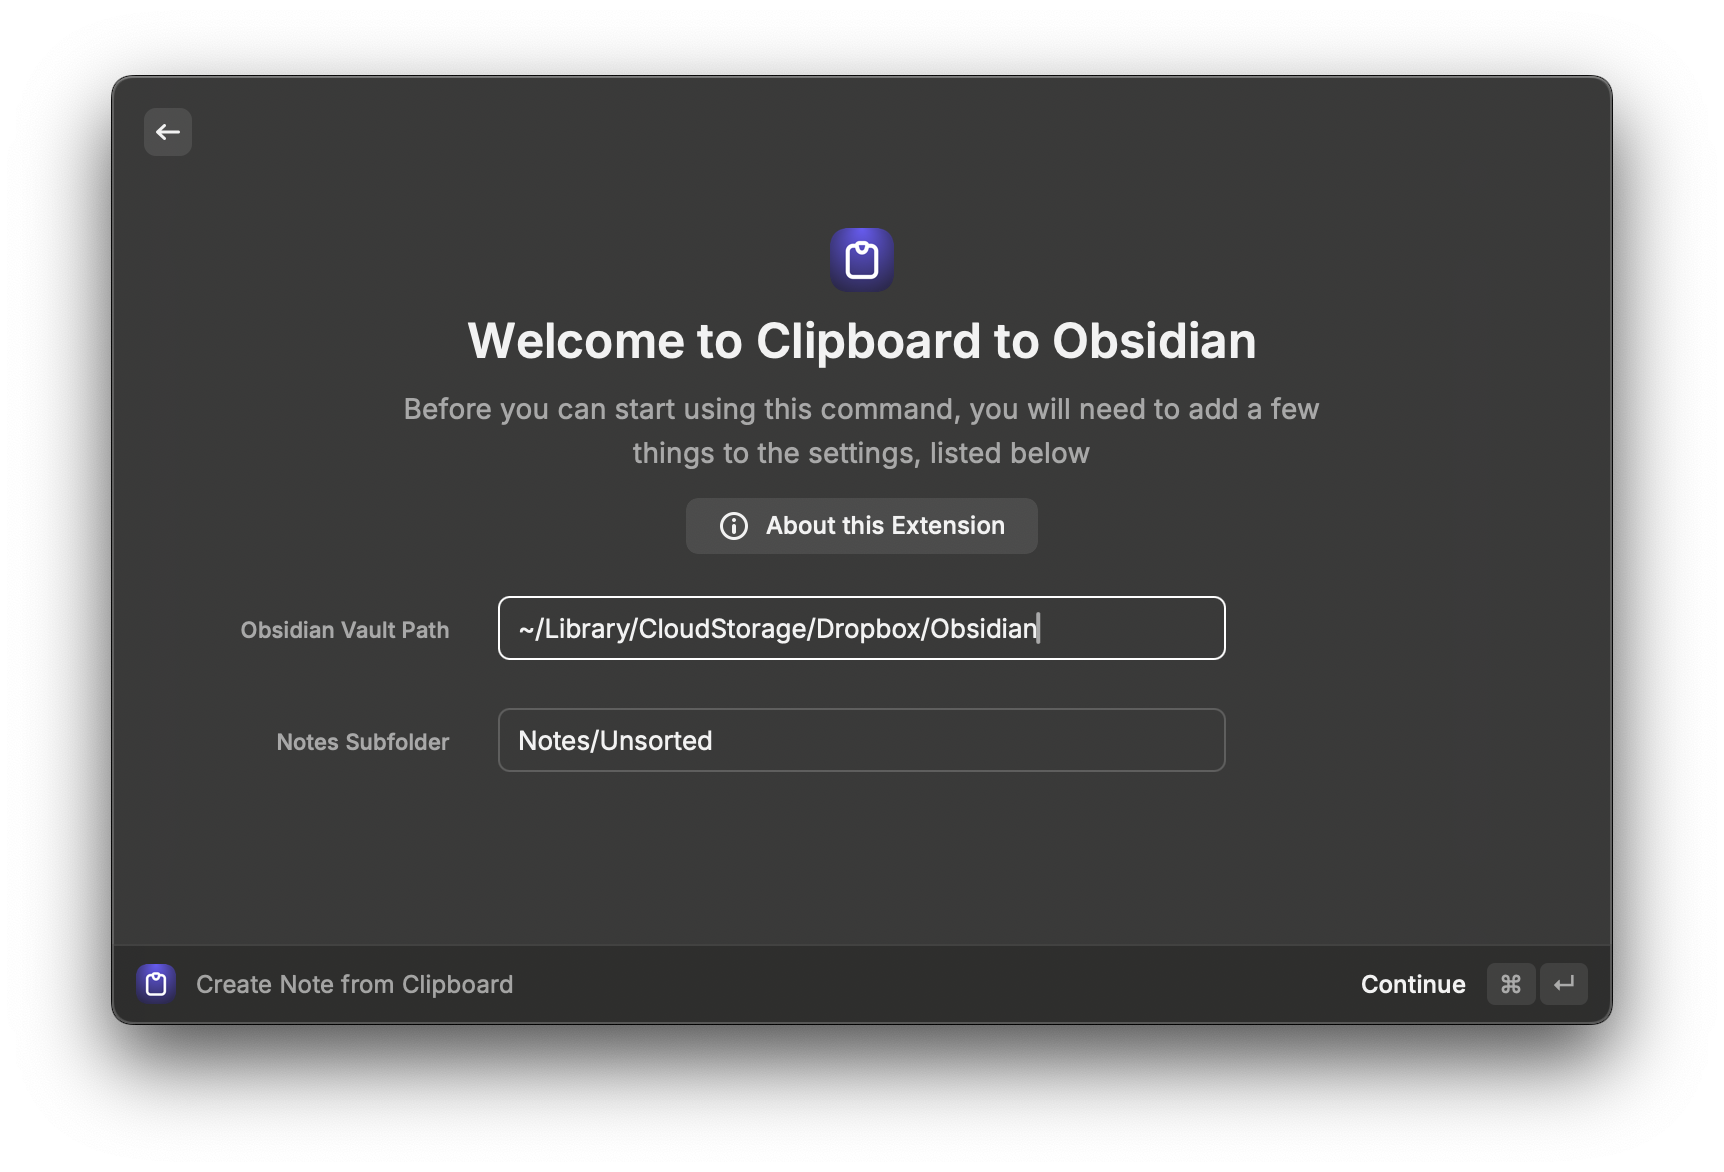 Welcome to Clipboard to Obsidian
Before you can start using this command, you will need to add a few
things to the settings, listed below
About this Extension
Obsidian Vault Path
~/Library/CloudStorage/Dropbox/Obsidian
Notes Subfolder
Notes/Unsorted
Create Note from Clipboard
Continue ⌘ ↵